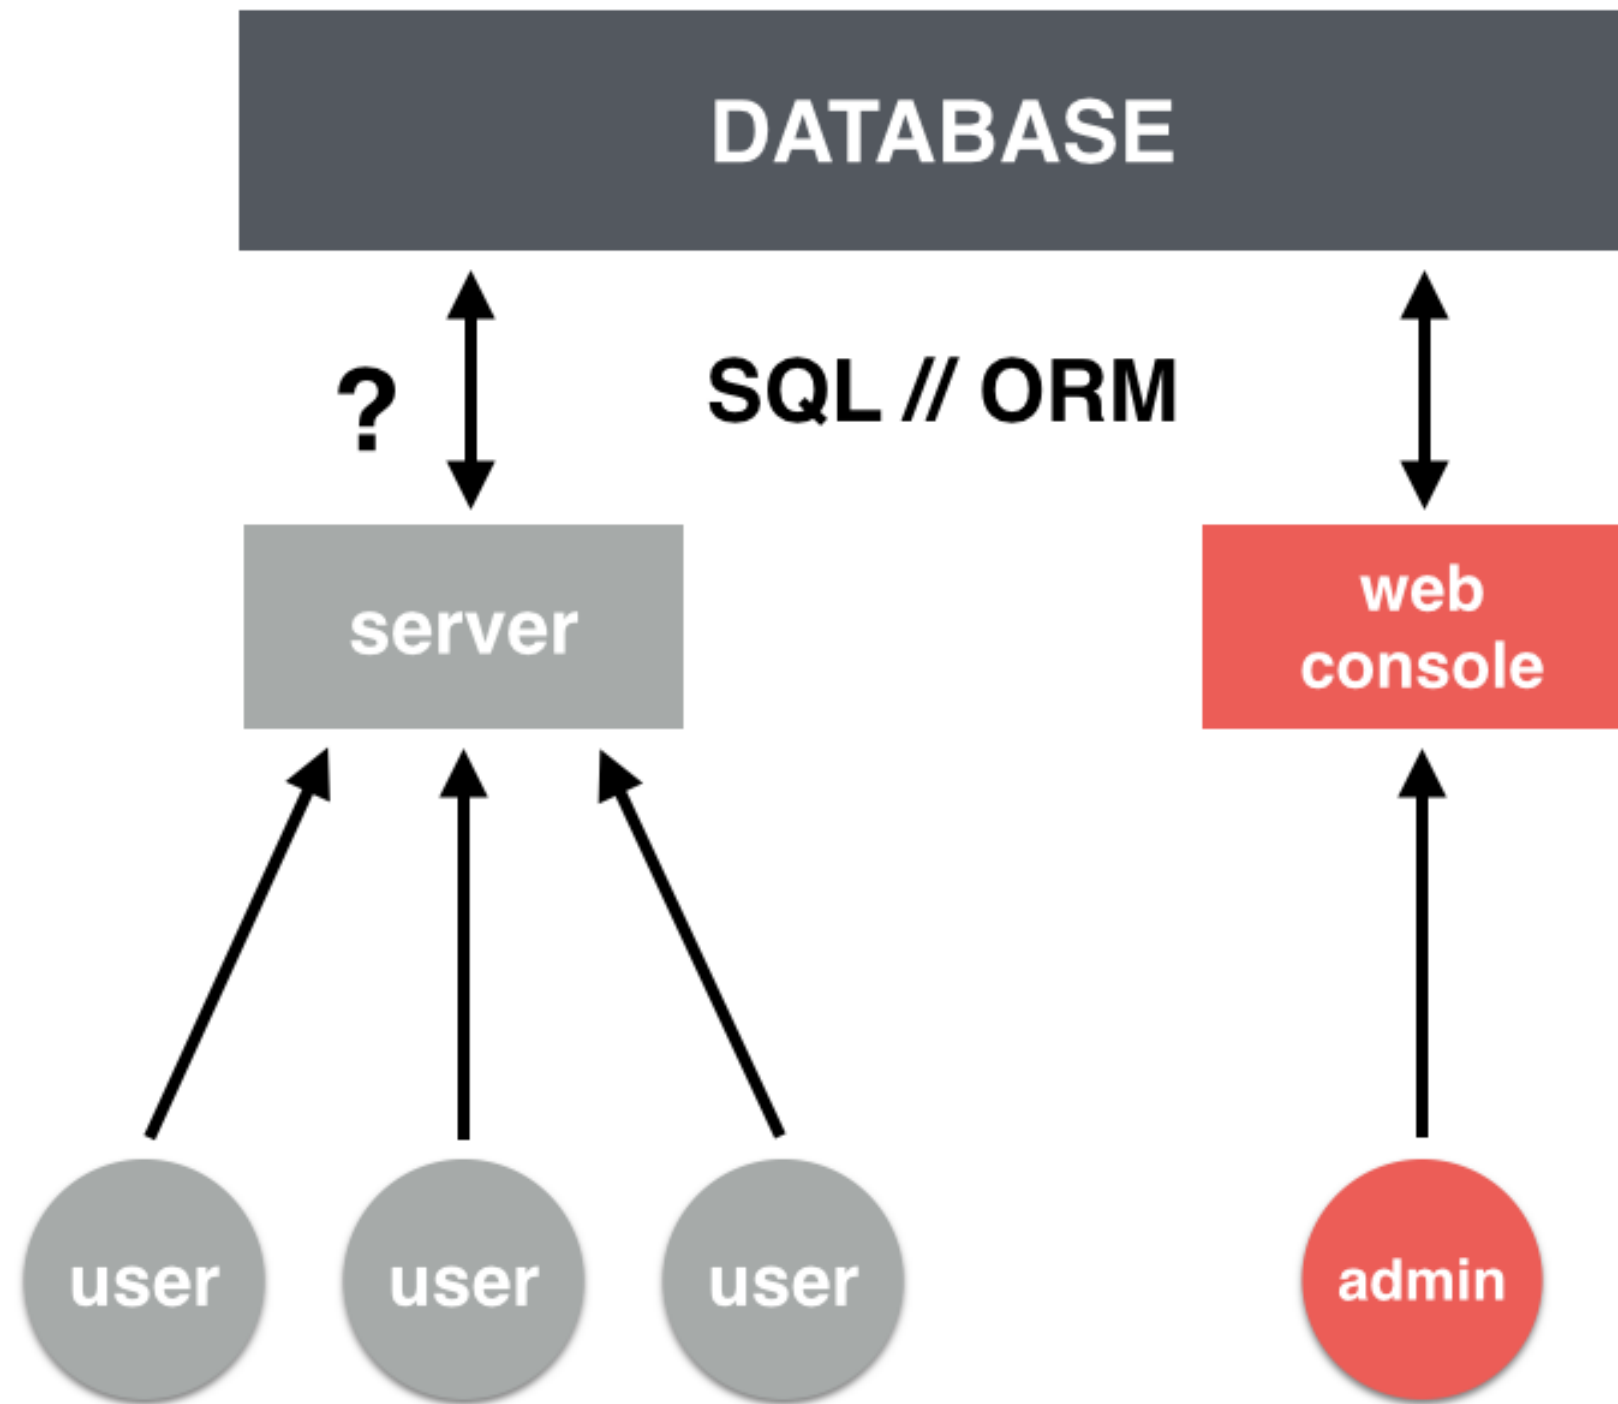 DATABASE
?
SQL // ORM
server
web
console
user
user
user
admin